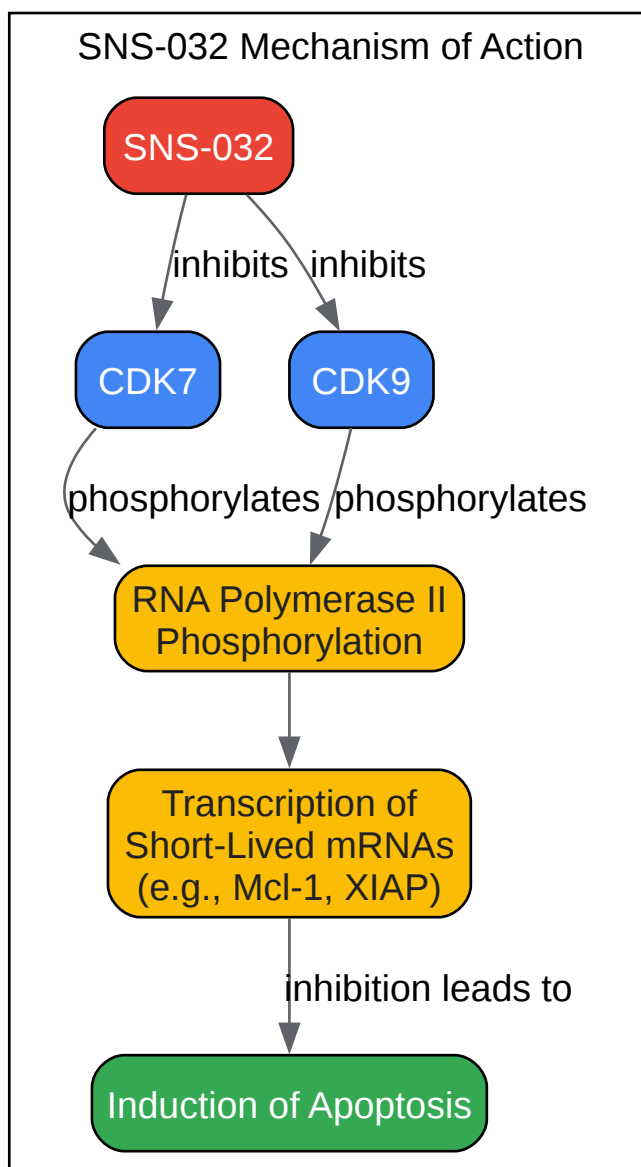 SNS-032 Mechanism of Action
SNS-032
inhibits inhibits
CDK7 CDK9
phosphorylates phosphorylates
RNA Polymerase II
Phosphorylation
Transcription of
Short-Lived mRNAs
(e.g., Mcl-1, XIAP)
inhibition leads to
Induction of Apoptosis